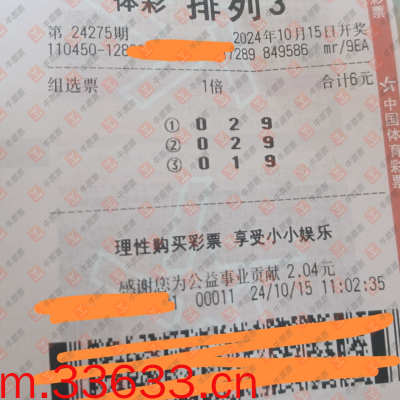 体彩 排列3
第 24275期 2024年10月15日开奖
110450-128 289 849586 mr/9EA
组选票 1倍 合计6元
① 0 2 9
② 0 2 9
③ 0 1 9
理性购买彩票 享受小小娱乐
感谢您为公益事业贡献 2.04元
1 00011 24/10/15 11:02:35
m.33633.cn
彩票
中国体育彩票